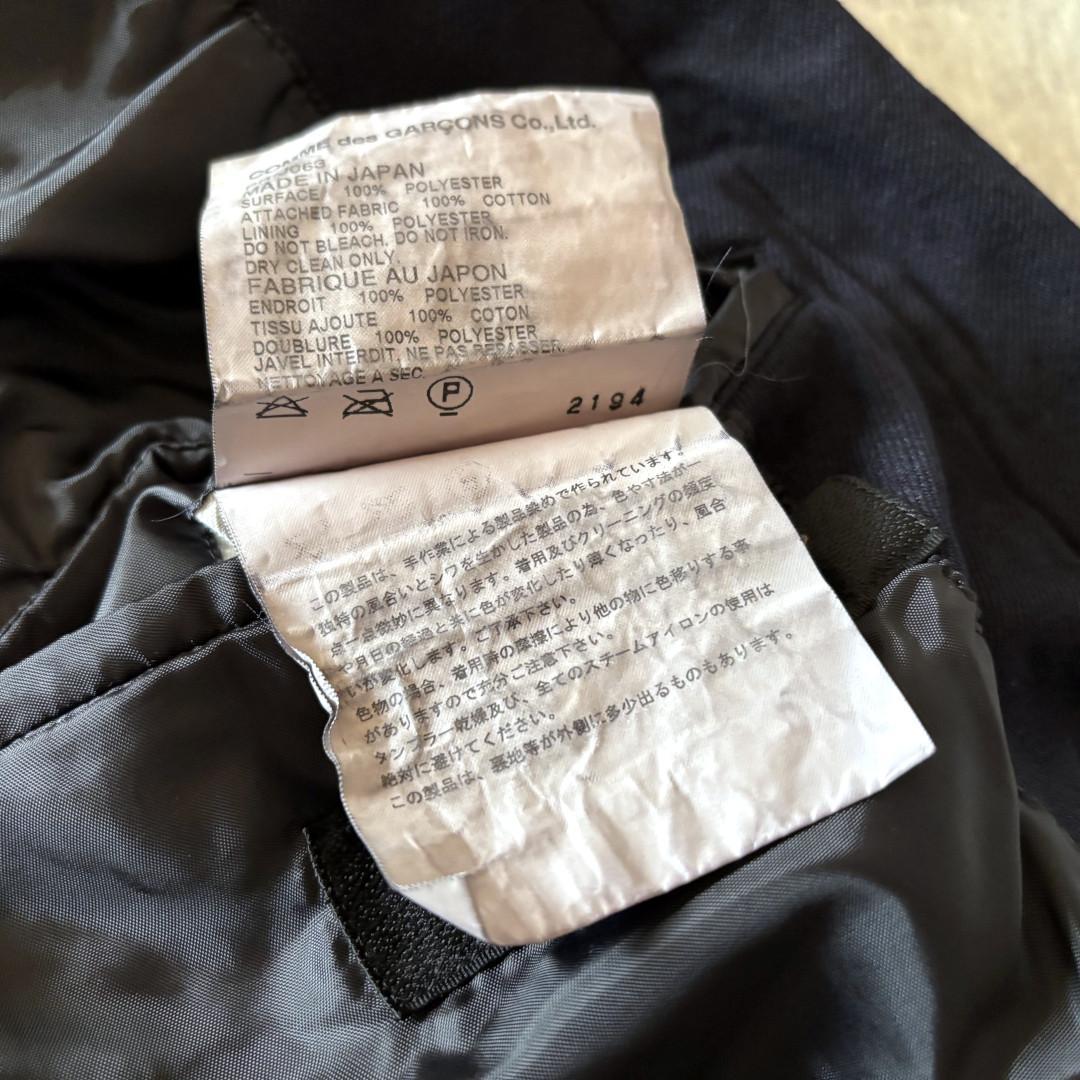 COMME des GARÇONS Co.,Ltd.
MADE IN JAPAN
SURFACE 100% POLYESTER
ATTACHED FABRIC 100% COTTON
LINING 100% POLYESTER
DO NOT BLEACH. DO NOT IRON.
DRY CLEAN ONLY.
FABRIQUE AU JAPON
ENDROIT 100% POLYESTER
TISSU AJOUTE 100% COTON
DOUBLURE 100% POLYESTER
JAVEL INTERDIT. NE PAS REPASSER.
NETTOYAGE A SEC.
P 2194
この製品は、手作業による製品染めで作られています。
独特の風合いとシワを生かした製品の為、色やす寸法が一
点一点微妙に異なります。着用及びクリーニングの頻度
や月日の経過と共に色が変化したり薄くなったり、風合
いが変化します。ご了承下さい。
色物の場合、着用時の摩擦により他の物に色移りする事
がありますので充分ご注意下さい。
タンブラー乾燥及び、全てのスチームアイロンの使用は
絶対に避けてください。
この製品は、裏地等が外側に多少出るものもあります。